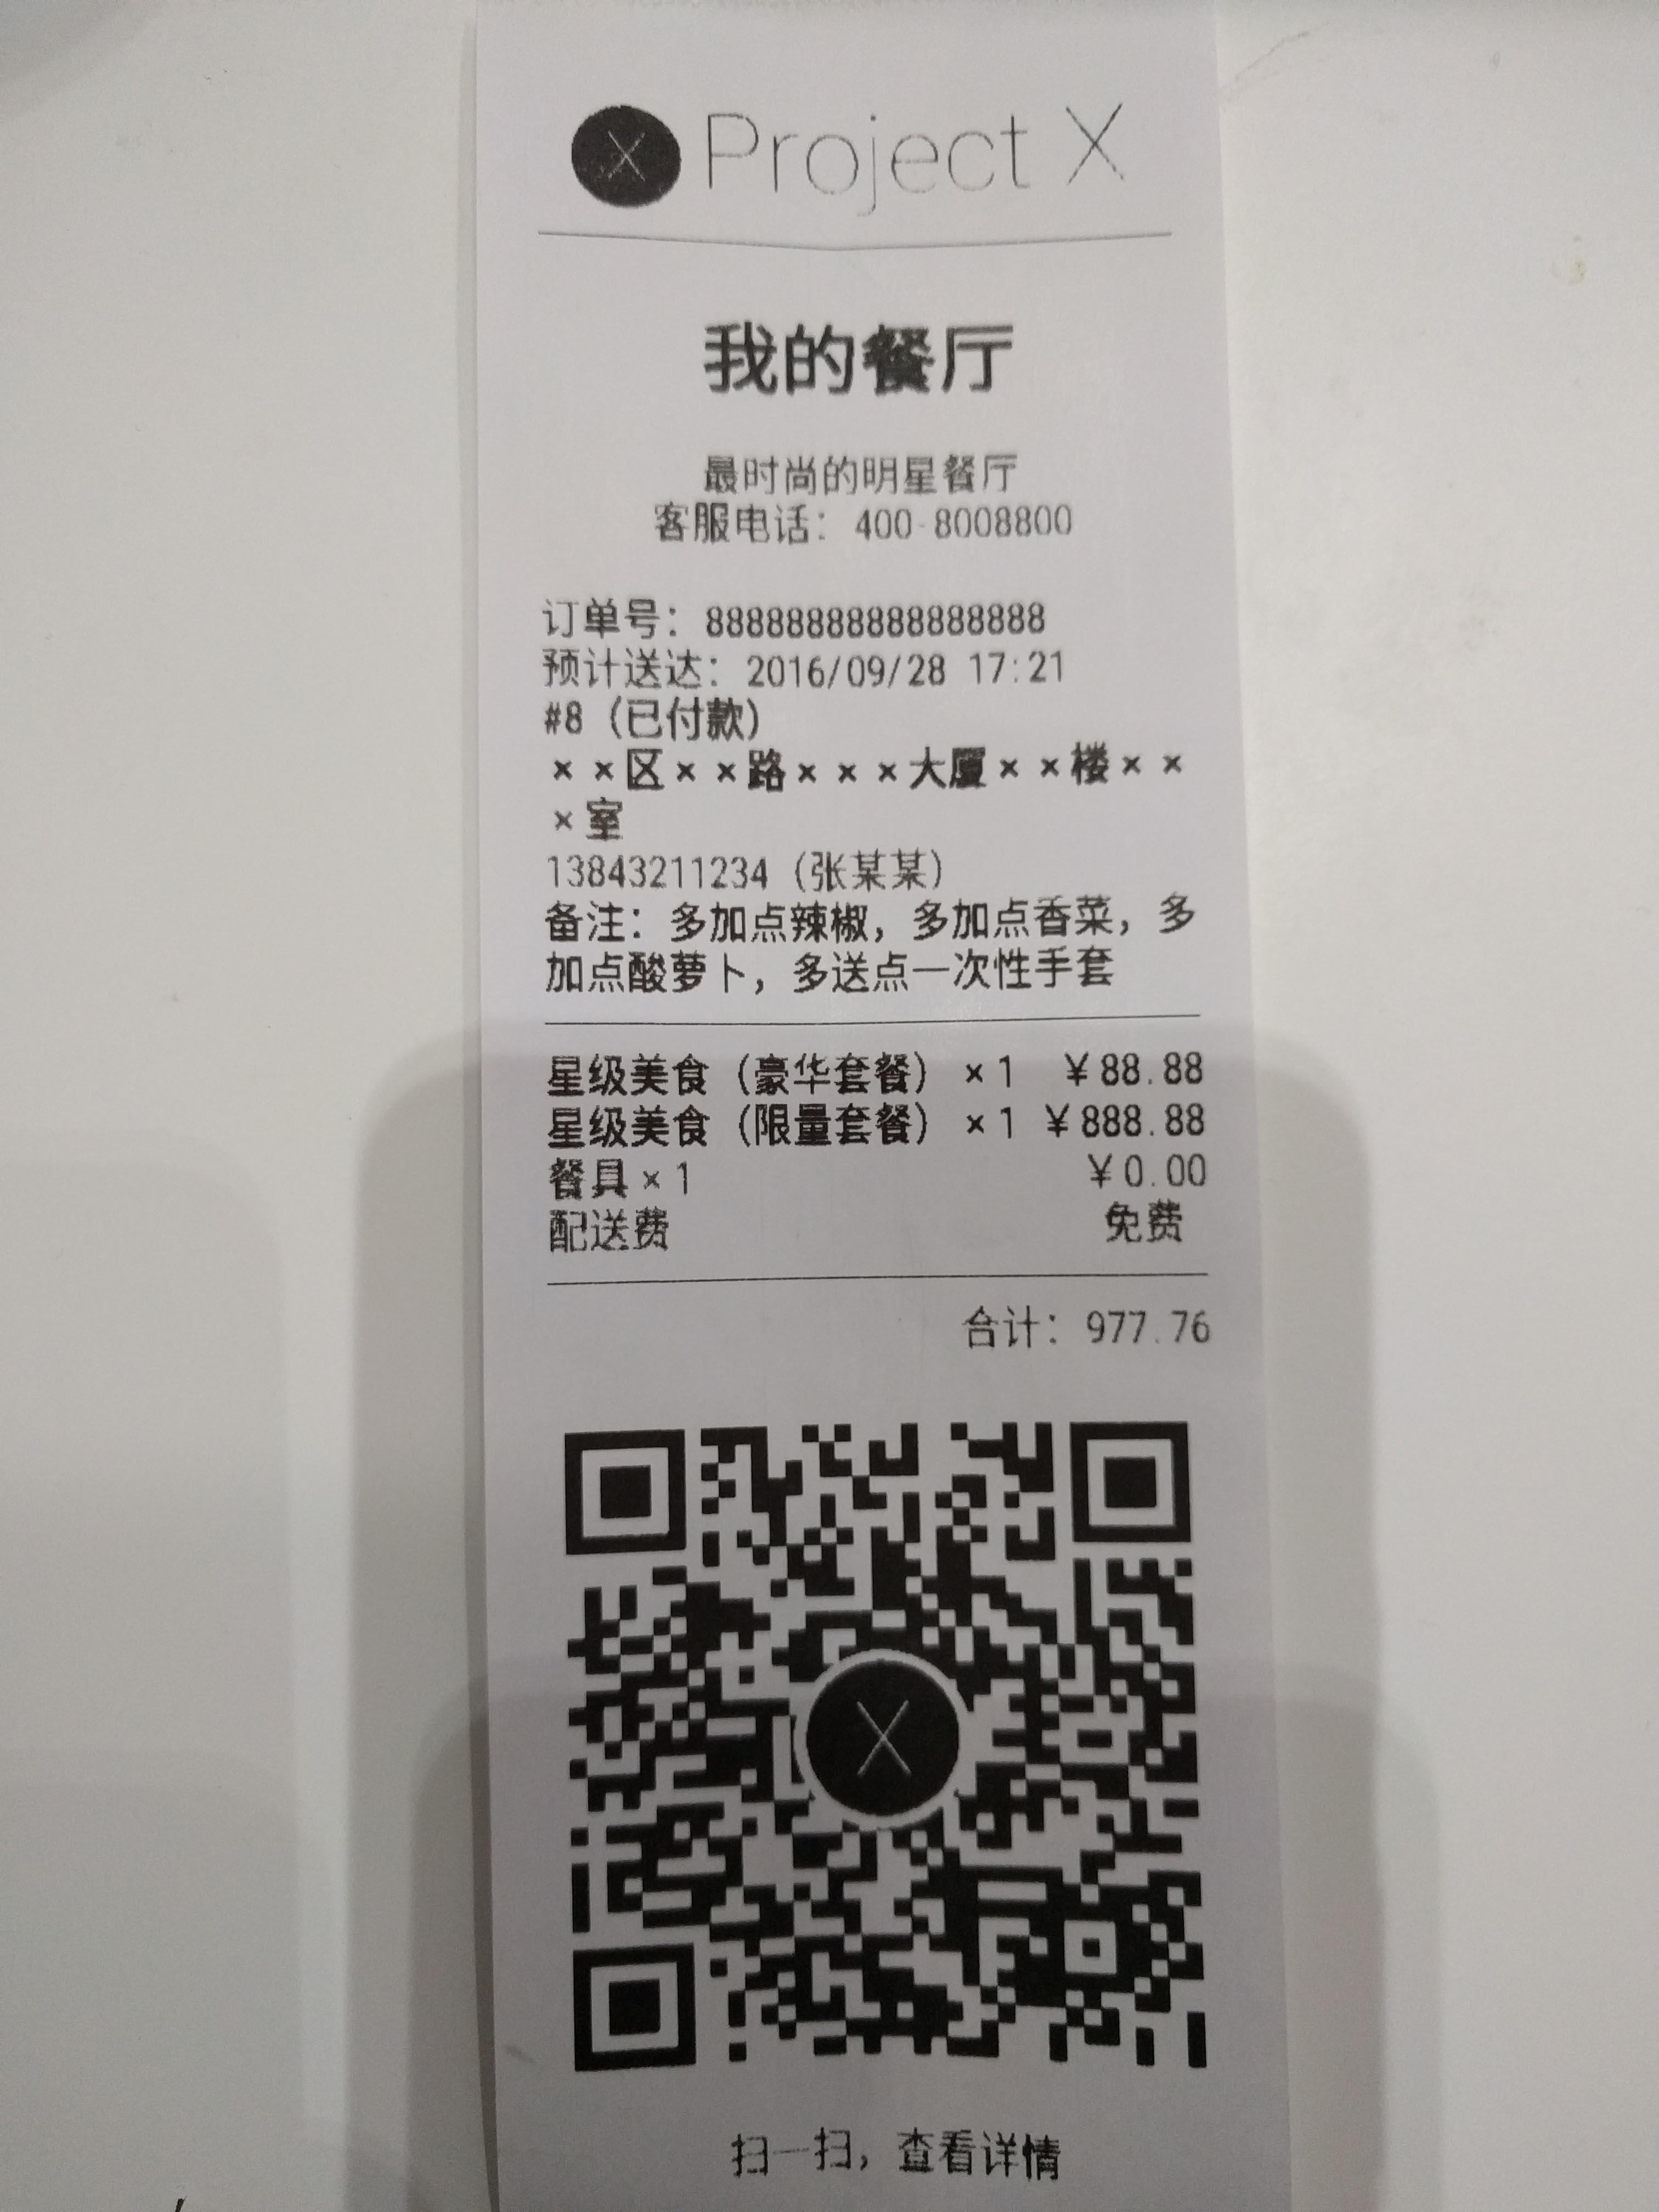 X Project X
我的餐厅
最时尚的明星餐厅
客服电话：400-8008800
订单号：88888888888888888
预计送达：2016/09/28 17:21
#8（已付款）
××区××路×××大厦××楼××
×室
13843211234（张某某）
备注：多加点辣椒，多加点香菜，多
加点酸萝卜，多送点一次性手套
星级美食（豪华套餐）×1 ￥88.88
星级美食（限量套餐）×1 ￥888.88
餐具×1 ￥0.00
配送费 免费
合计：977.76
X
扫一扫，查看详情